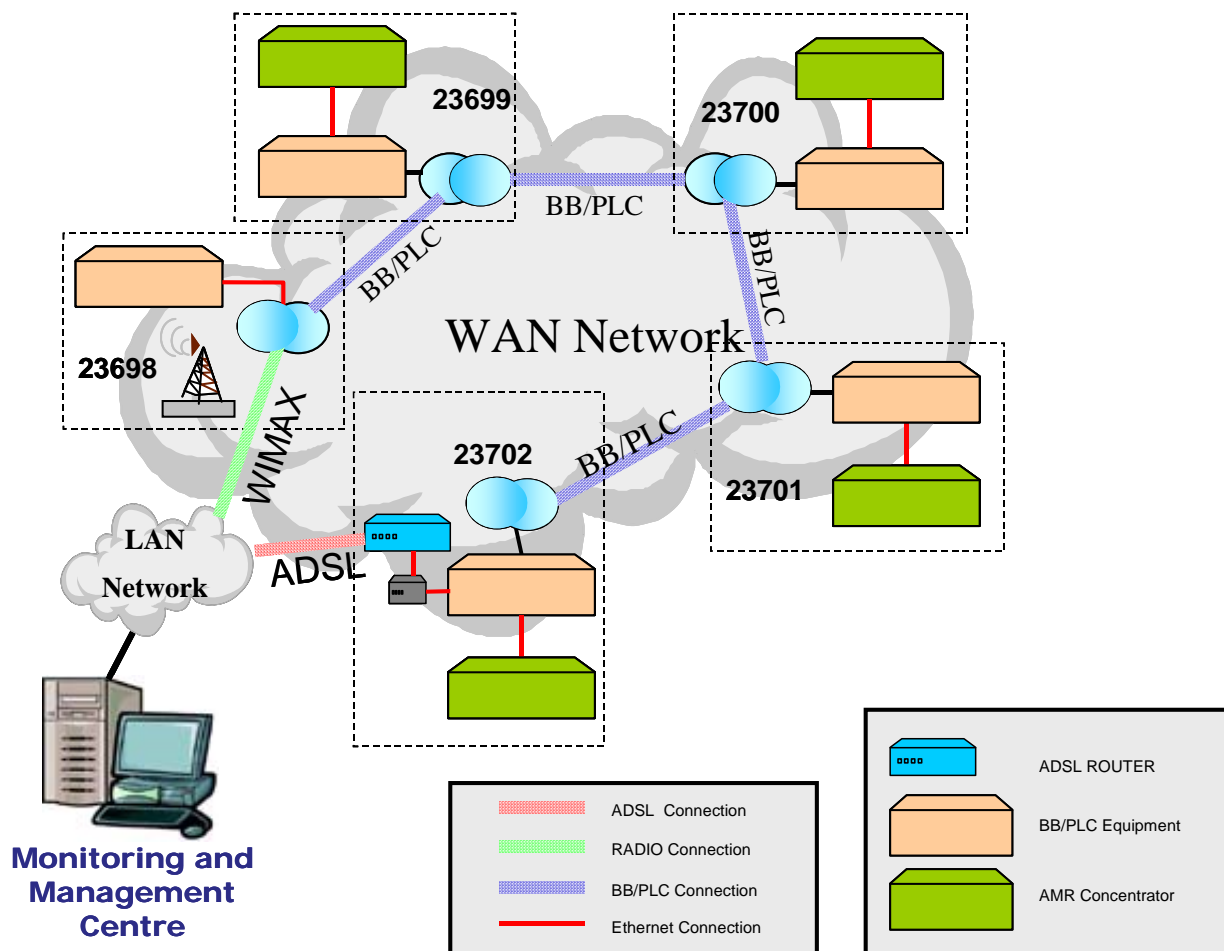 23699
23700
BB/PLC
BB/PLC
BB/PLC
WAN Network
23698
WIMAX
23702
BB/PLC
23701
LAN
Network
ADSL
Monitoring and
Management
Centre
ADSL Connection
RADIO Connection
BB/PLC Connection
Ethernet Connection
ADSL ROUTER
BB/PLC Equipment
AMR Concentrator